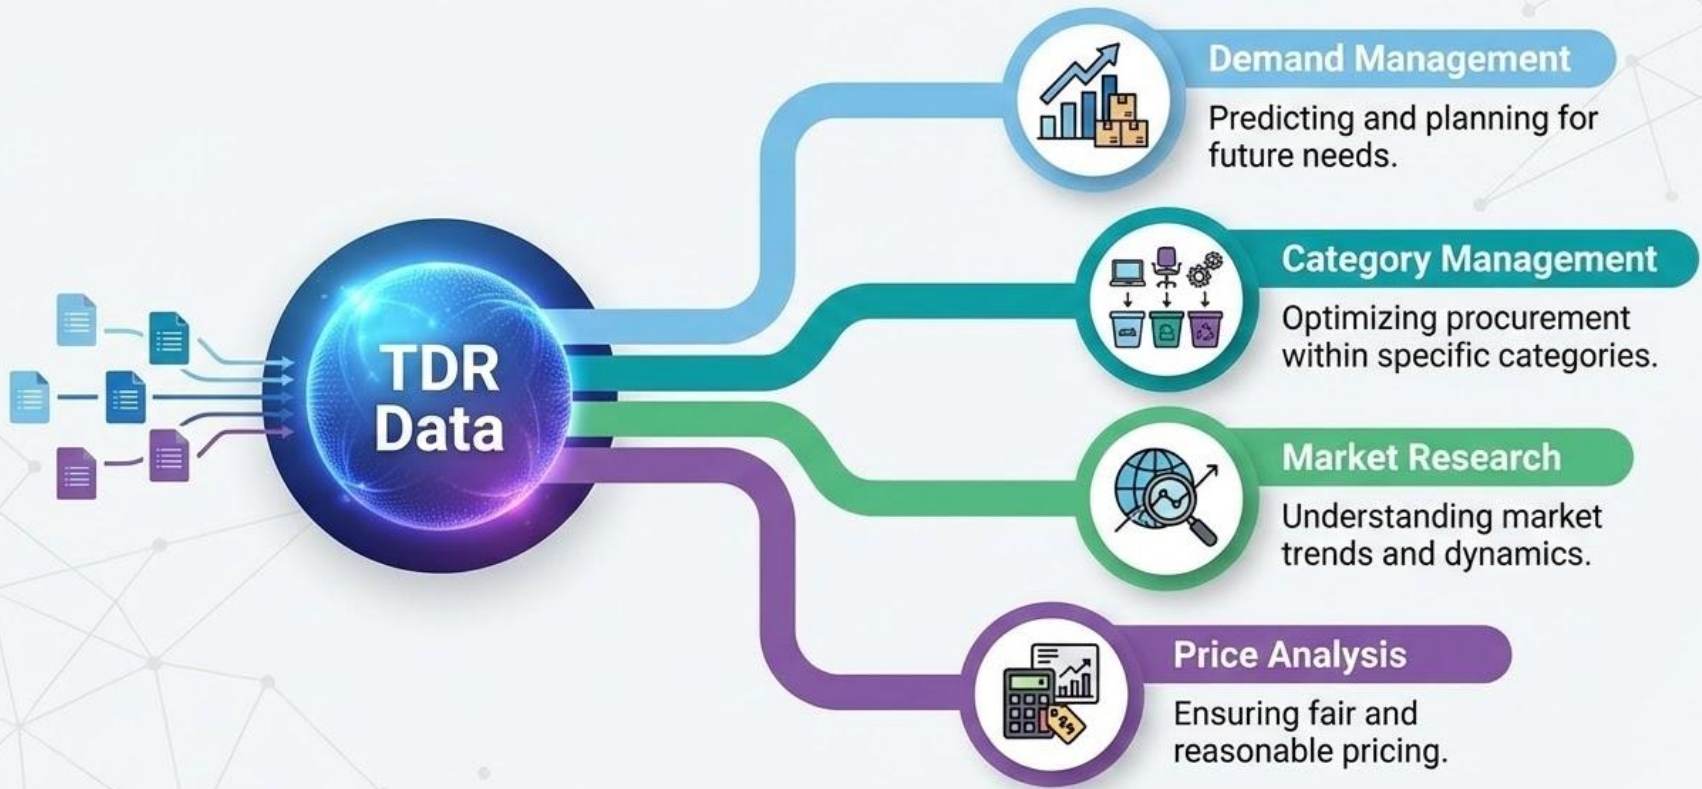 TDR
Data
Demand Management
Predicting and planning for
future needs.
Category Management
Optimizing procurement
within specific categories.
Market Research
Understanding market
trends and dynamics.
Price Analysis
Ensuring fair and
reasonable pricing.